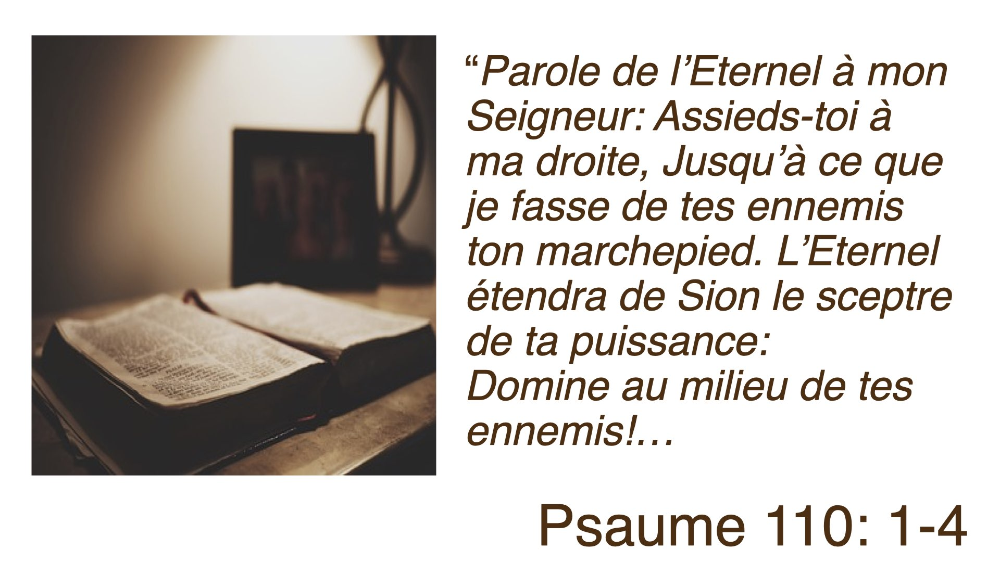 “Parole de l’Eternel à mon
Seigneur: Assieds-toi à
ma droite, Jusqu’à ce que
je fasse de tes ennemis
ton marchepied. L’Eternel
étendra de Sion le sceptre
de ta puissance:
Domine au milieu de tes
ennemis!…
Psaume 110: 1-4